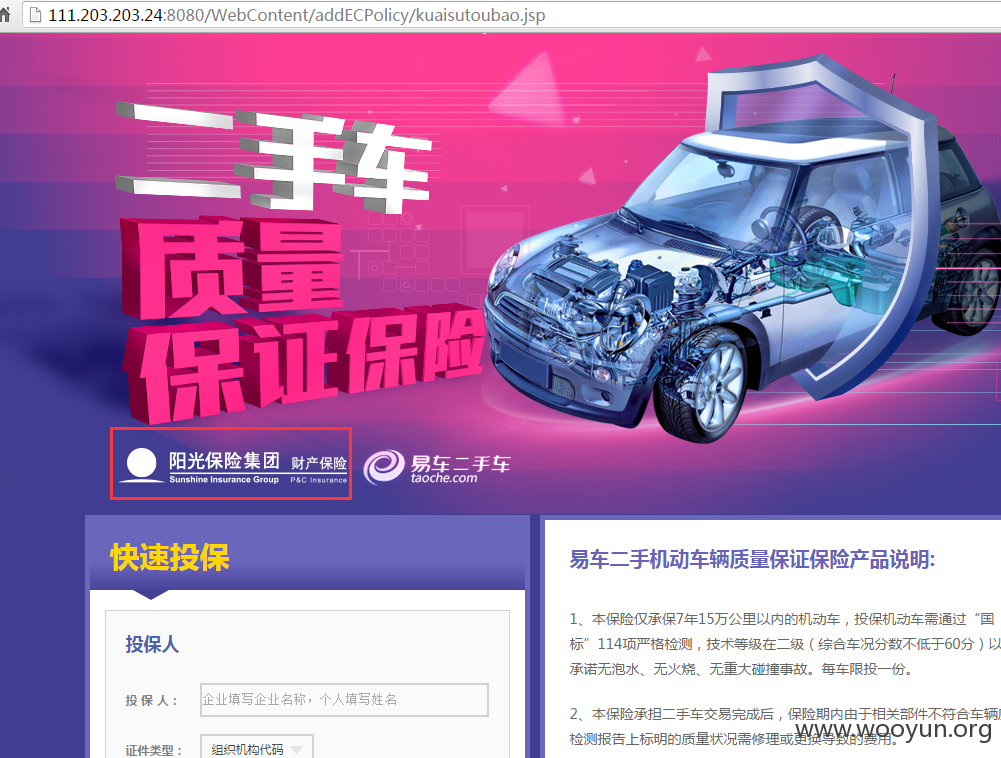 111.203.203.24:8080/WebContent/addECPolicy/kuaisutoubao.jsp
二手车
质量
保证保险
阳光保险集团 财产保险
Sunshine Insurance Group P&C Insurance
易车二手车
taoche.com
快速投保
投保人
投 保 人：
企业填写企业名称，个人填写姓名
证件类型：
组织机构代码
易车二手机动车辆质量保证保险产品说明:
1、本保险仅承保7年15万公里以内的机动车，投保机动车需通过“国
标”114项严格检测，技术等级在二级（综合车况分数不低于60分）以
承诺无泡水、无火烧、无重大碰撞事故。每车限投一份。
2、本保险承担二手车交易完成后，保险期内由于相关部件不符合车辆
检测报告上标明的质量状况需修理或更换导致的费用。
www.wooyun.org